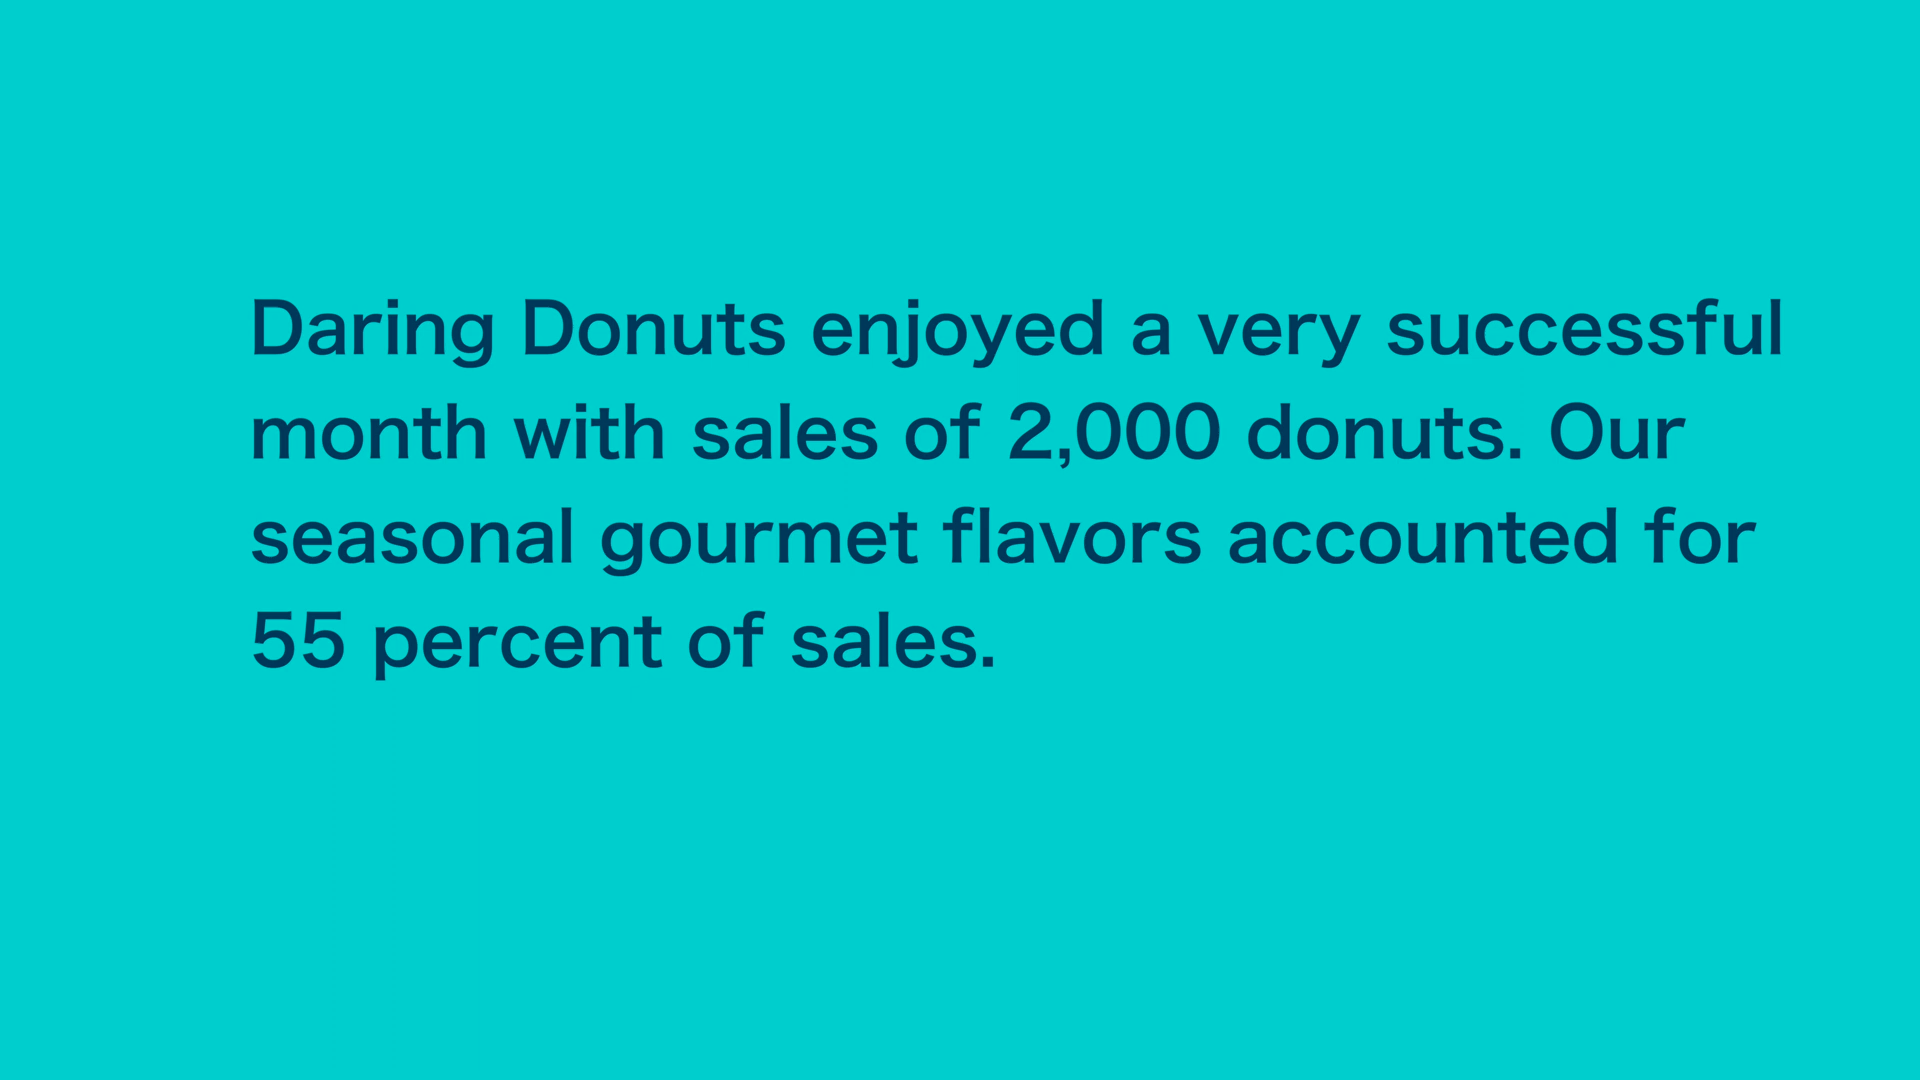 Daring Donuts enjoyed a very successful
month with sales of 2,000 donuts. Our
seasonal gourmet flavors accounted for
55 percent of sales.